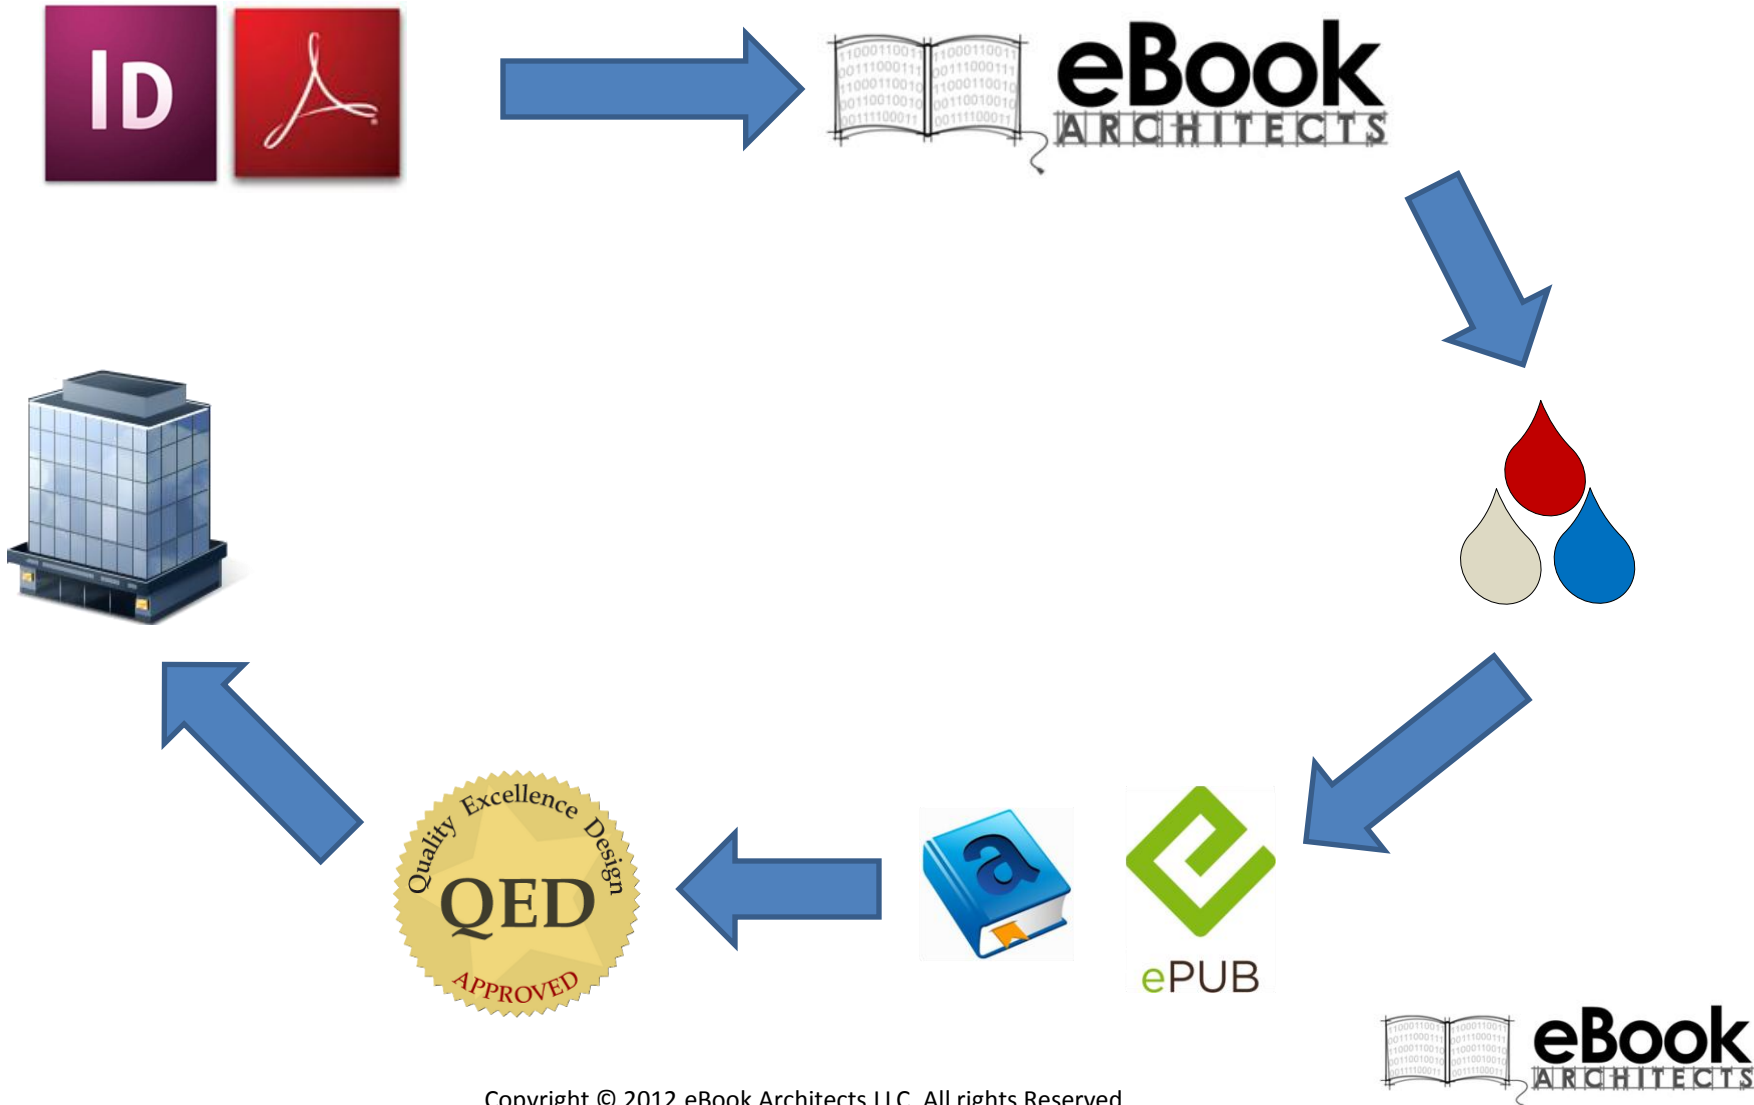 ID
eBook
ARCHITECTS
Quality Excellence Design
QED
APPROVED
a
ePUB
eBook
ARCHITECTS
Copyright © 2012 eBook Architects LLC. All rights Reserved